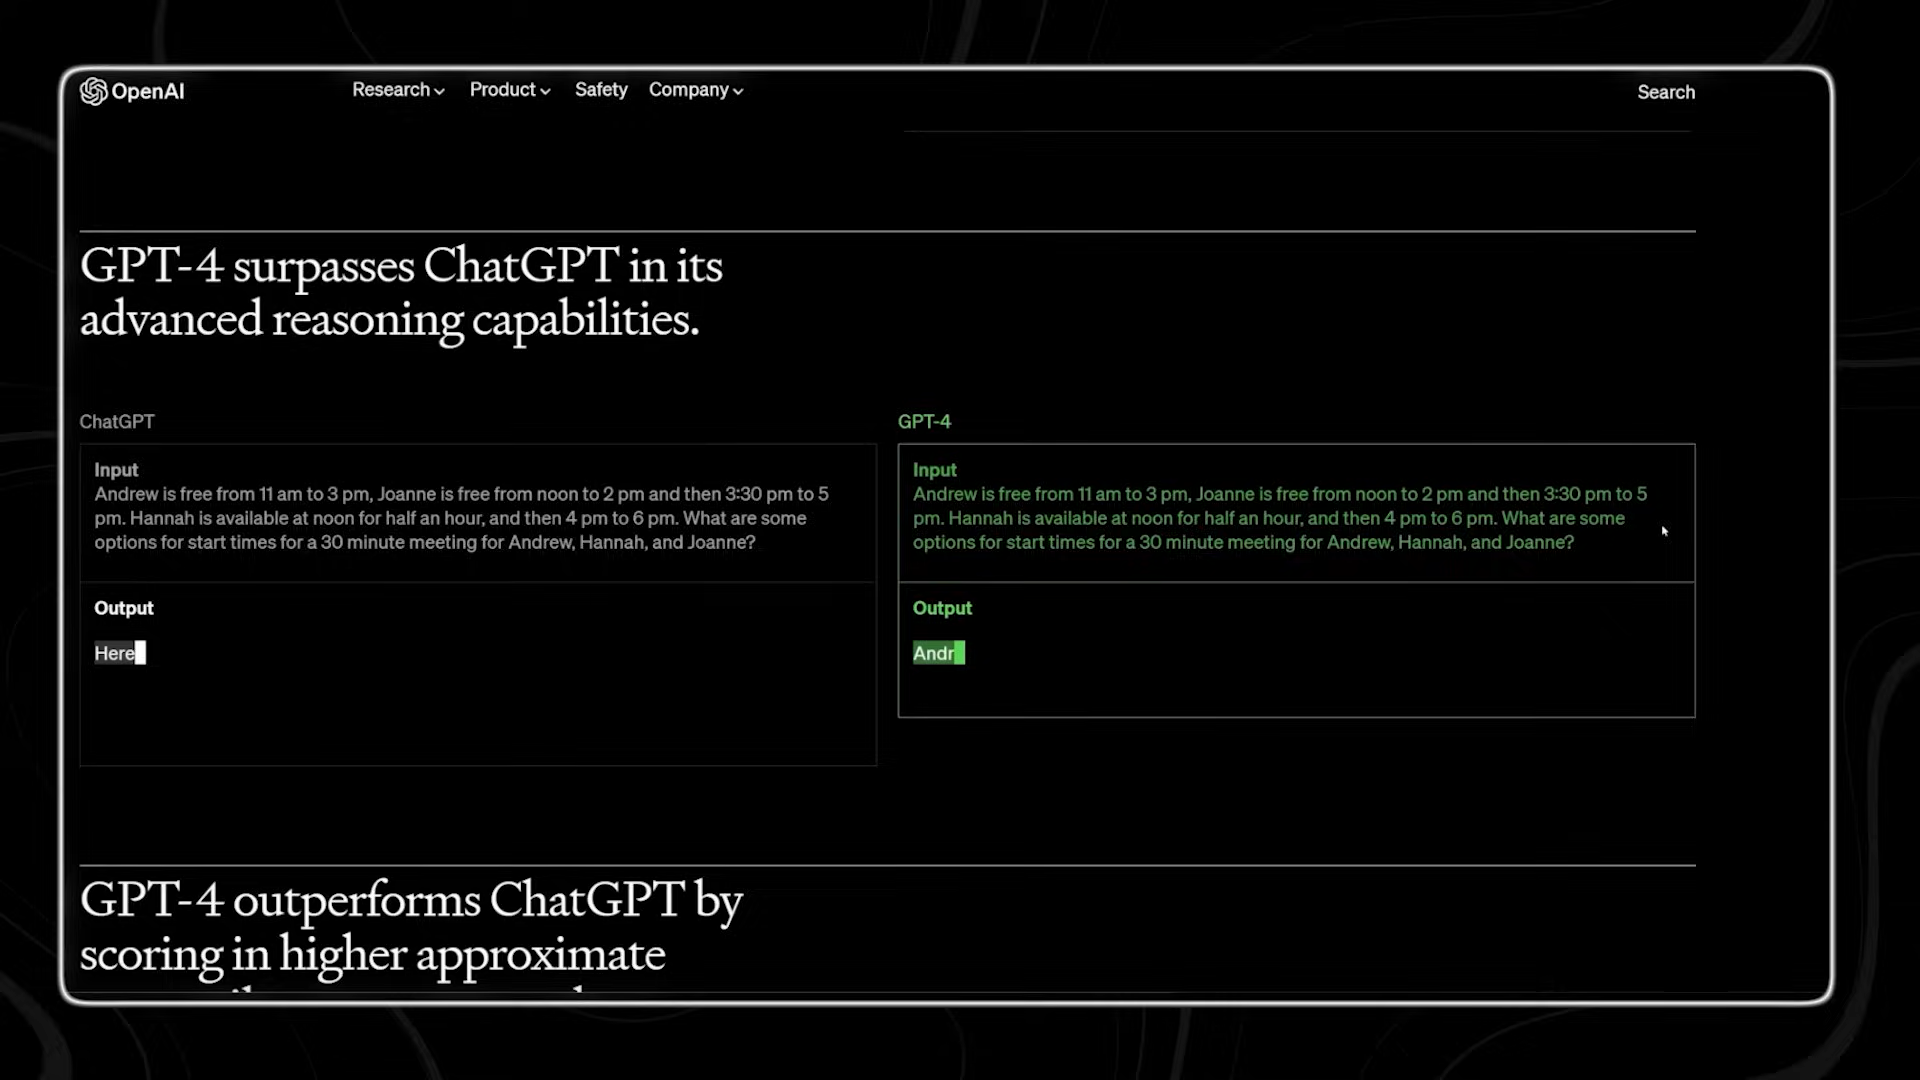 OpenAI
Research
Product
Safety
Company
Search
GPT-4 surpasses ChatGPT in its
advanced reasoning capabilities.
ChatGPT
Input
Andrew is free from 11 am to 3 pm, Joanne is free from noon to 2 pm and then 3:30 pm to 5
pm. Hannah is available at noon for half an hour, and then 4 pm to 6 pm. What are some
options for start times for a 30 minute meeting for Andrew, Hannah, and Joanne?
Output
Here
GPT-4
Input
Andrew is free from 11 am to 3 pm, Joanne is free from noon to 2 pm and then 3:30 pm to 5
pm. Hannah is available at noon for half an hour, and then 4 pm to 6 pm. What are some
options for start times for a 30 minute meeting for Andrew, Hannah, and Joanne?
Output
Andr
GPT-4 outperforms ChatGPT by
scoring in higher approximate